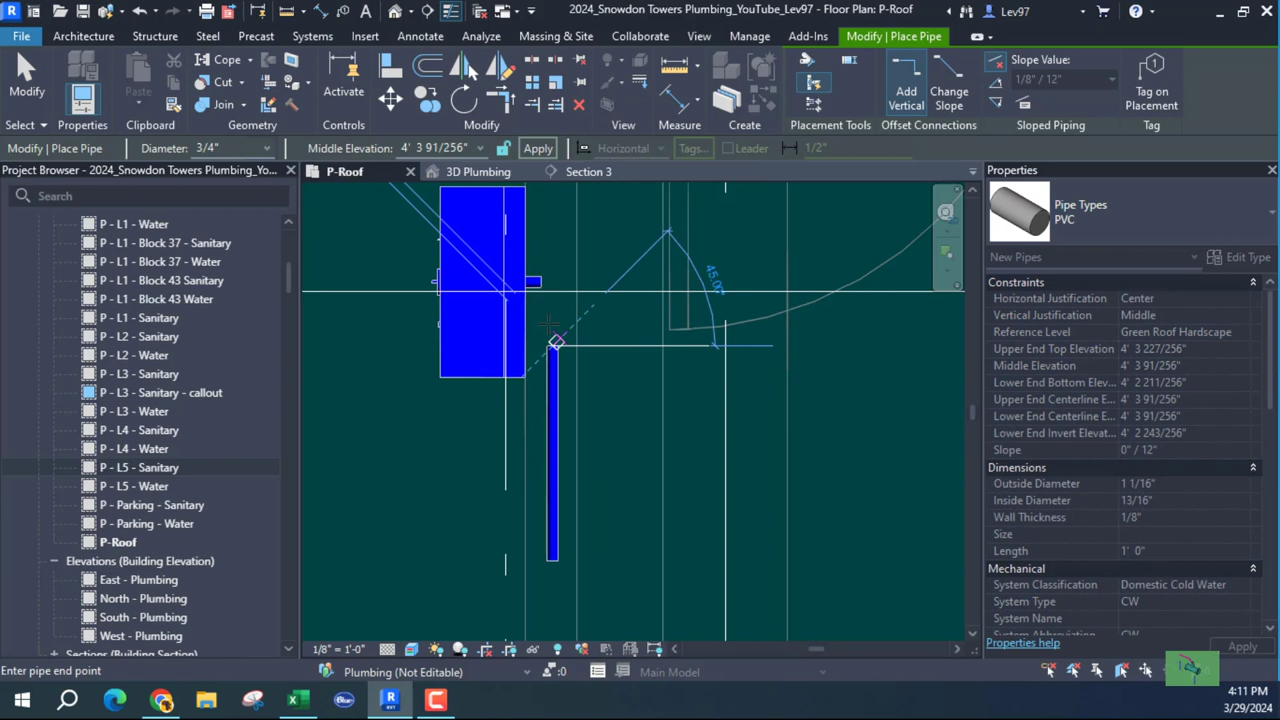 2024_Snowdon Towers Plumbing_YouTube_Lev97 - Floor Plan: P-Roof
Lev97
File
Architecture
Structure
Steel
Precast
Systems
Insert
Annotate
Analyze
Massing & Site
Collaborate
View
Manage
Add-Ins
Modify | Place Pipe
Modify
Paste
Cope
Cut
Join
Activate
Add Vertical
Change Slope
Slope Value:
1/8" / 12"
Tag on Placement
Select
Properties
Clipboard
Geometry
Controls
Modify
View
Measure
Create
Placement Tools
Offset Connections
Sloped Piping
Tag
Modify | Place Pipe
Diameter: 3/4"
Middle Elevation: 4' 3 91/256"
Apply
Horizontal
Tags...
Leader
1/2"
Project Browser - 2024_Snowdon Towers Plumbing_Yo...
P-Roof
3D Plumbing
Section 3
Properties
Search
P - L1 - Water
P - L1 - Block 37 - Sanitary
P - L1 - Block 37 - Water
P - L1 - Block 43 Sanitary
P - L1 - Block 43 Water
P - L1 - Sanitary
P - L2 - Sanitary
P - L2 - Water
P - L3 - Sanitary
P - L3 - Sanitary - callout
P - L3 - Water
P - L4 - Sanitary
P - L4 - Water
P - L5 - Sanitary
P - L5 - Water
P - Parking - Sanitary
P - Parking - Water
P-Roof
Elevations (Building Elevation)
East - Plumbing
North - Plumbing
South - Plumbing
West - Plumbing
Sections (Building Section)
45.00°
Pipe Types
PVC
New Pipes
Edit Type
Constraints
Horizontal Justification Center
Vertical Justification Middle
Reference Level Green Roof Hardscape
Upper End Top Elevation 4' 3 227/256"
Middle Elevation 4' 3 91/256"
Lower End Bottom Elev... 4' 2 211/256"
Upper End Centerline E... 4' 3 91/256"
Lower End Centerline E... 4' 3 91/256"
Lower End Invert Elevat... 4' 2 243/256"
Slope 0" / 12"
Dimensions
Outside Diameter 1 1/16"
Inside Diameter 13/16"
Wall Thickness 1/8"
Size
Length 1' 0"
Mechanical
System Classification Domestic Cold Water
System Type CW
System Name
System Abbreviation CW
Properties help
Apply
1/8" = 1'-0"
Enter pipe end point
Plumbing (Not Editable)
Main Model
4:11 PM
3/29/2024